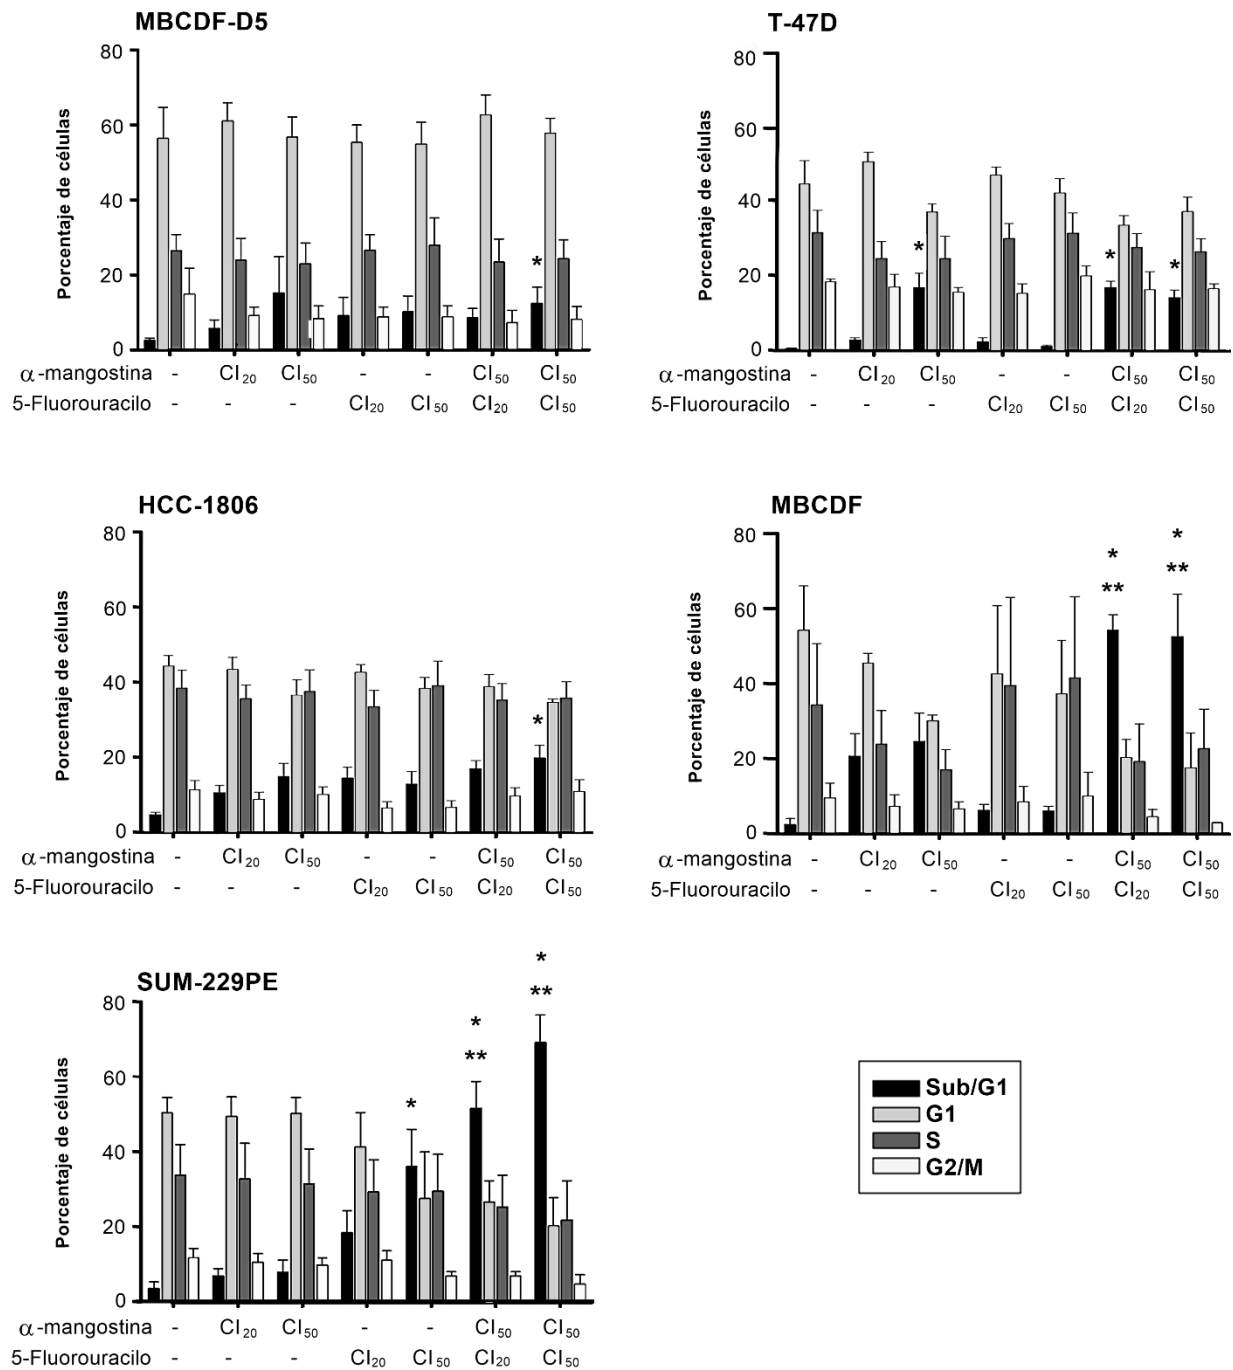 MBCDF-D5
Porcentaje de células
80
60
40
20
0
*
α-mangostina - CI20 CI50 - - CI50 CI50
5-Fluorouracilo - - - CI20 CI50 CI20 CI50
T-47D
Porcentaje de células
80
60
40
20
0
* * *
α-mangostina - CI20 CI50 - - CI50 CI50
5-Fluorouracilo - - - CI20 CI50 CI20 CI50
HCC-1806
Porcentaje de células
80
60
40
20
0
*
α-mangostina - CI20 CI50 - - CI50 CI50
5-Fluorouracilo - - - CI20 CI50 CI20 CI50
MBCDF
Porcentaje de células
80
60
40
20
0
* *
** **
α-mangostina - CI20 CI50 - - CI50 CI50
5-Fluorouracilo - - - CI20 CI50 CI20 CI50
SUM-229PE
Porcentaje de células
80
60
40
20
0
* * *
** **
α-mangostina - CI20 CI50 - - CI50 CI50
5-Fluorouracilo - - - CI20 CI50 CI20 CI50
Sub/G1
G1
S
G2/M